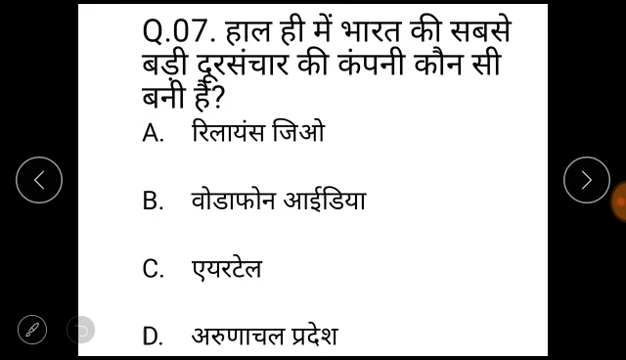 Q.07. हाल ही में भारत की सबसे
बड़ी दूरसंचार की कंपनी कौन सी
बनी हैं?
A. रिलायंस जिओ
B. वोडाफोन आईडिया
C. एयरटेल
D. अरुणाचल प्रदेश